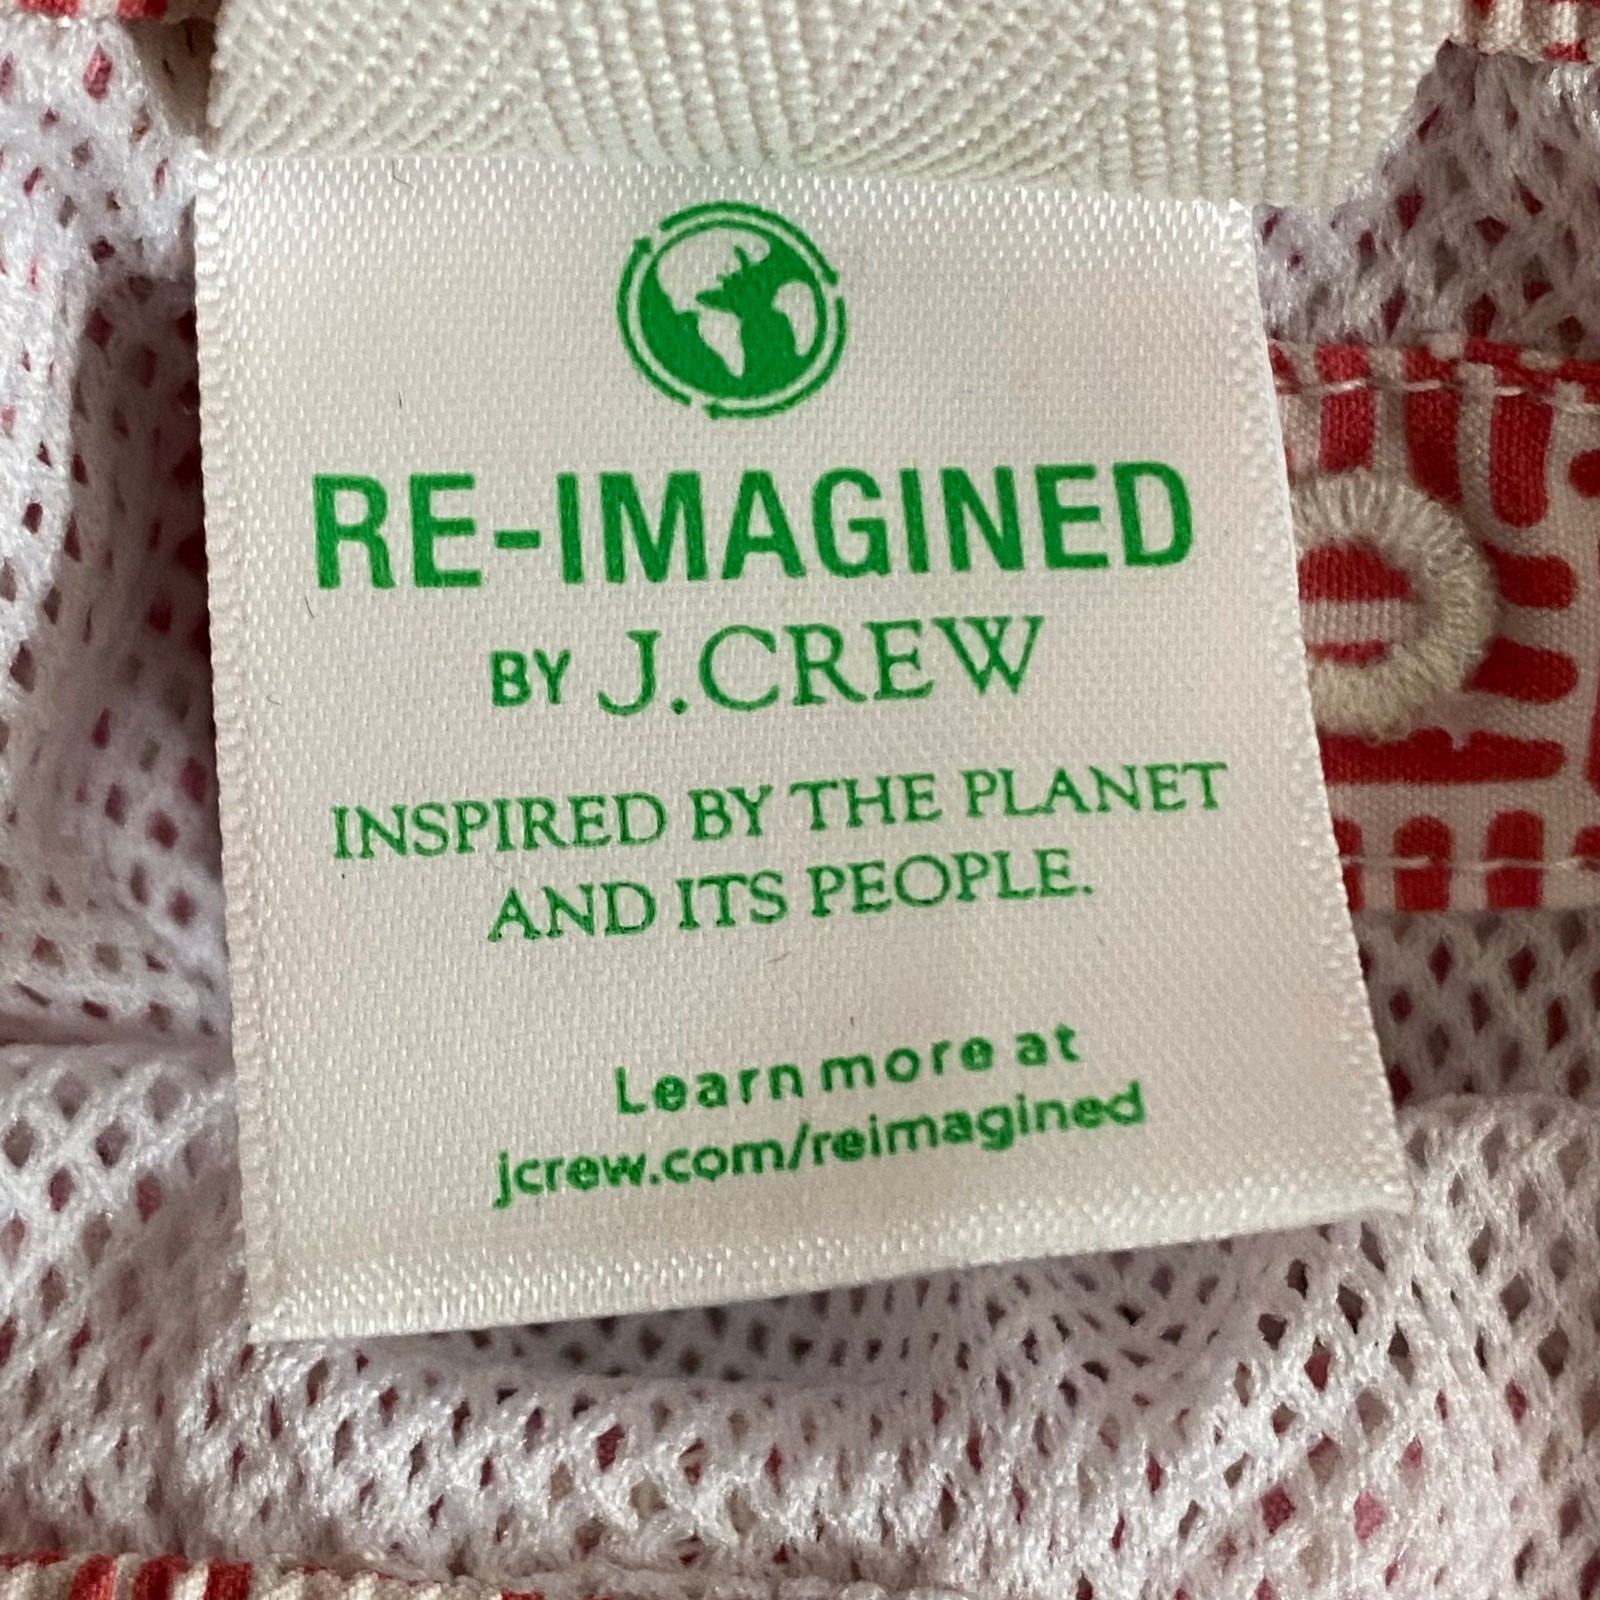 RE-IMAGINED
BY J.CREW
INSPIRED BY THE PLANET
AND ITS PEOPLE.
Learn more at
jcrew.com/reimagined